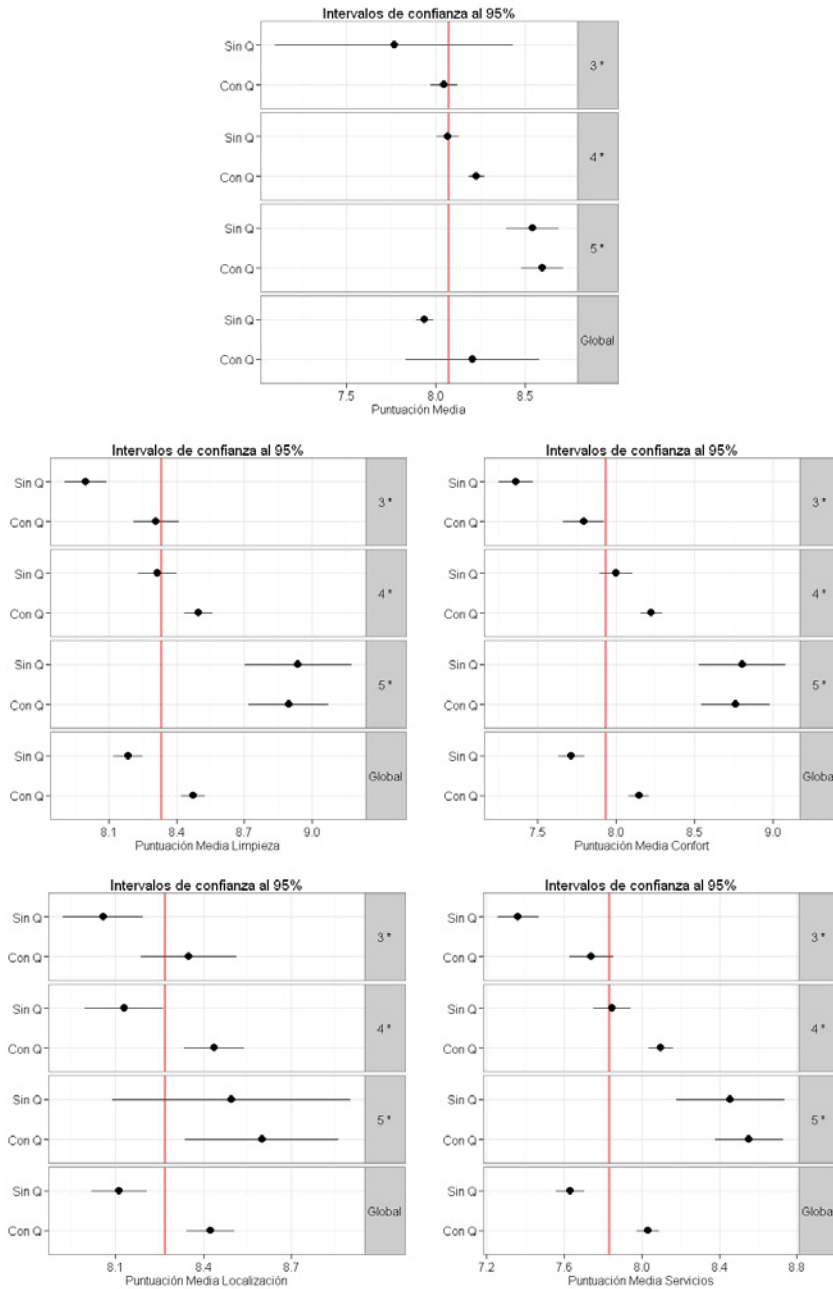 Intervalos de confianza al 95%
Sin Q
Con Q
3 *
Sin Q
Con Q
4 *
Sin Q
Con Q
5 *
Sin Q
Con Q
Global
7.5 8.0 8.5
Puntuación Media
Intervalos de confianza al 95%
Sin Q
Con Q
3 *
Sin Q
Con Q
4 *
Sin Q
Con Q
5 *
Sin Q
Con Q
Global
8.1 8.4 8.7 9.0
Puntuación Media Limpieza
Intervalos de confianza al 95%
Sin Q
Con Q
3 *
Sin Q
Con Q
4 *
Sin Q
Con Q
5 *
Sin Q
Con Q
Global
7.5 8.0 8.5 9.0
Puntuación Media Confort
Intervalos de confianza al 95%
Sin Q
Con Q
3 *
Sin Q
Con Q
4 *
Sin Q
Con Q
5 *
Sin Q
Con Q
Global
8.1 8.4 8.7
Puntuación Media Localización
Intervalos de confianza al 95%
Sin Q
Con Q
3 *
Sin Q
Con Q
4 *
Sin Q
Con Q
5 *
Sin Q
Con Q
Global
7.2 7.6 8.0 8.4 8.8
Puntuación Media Servicios